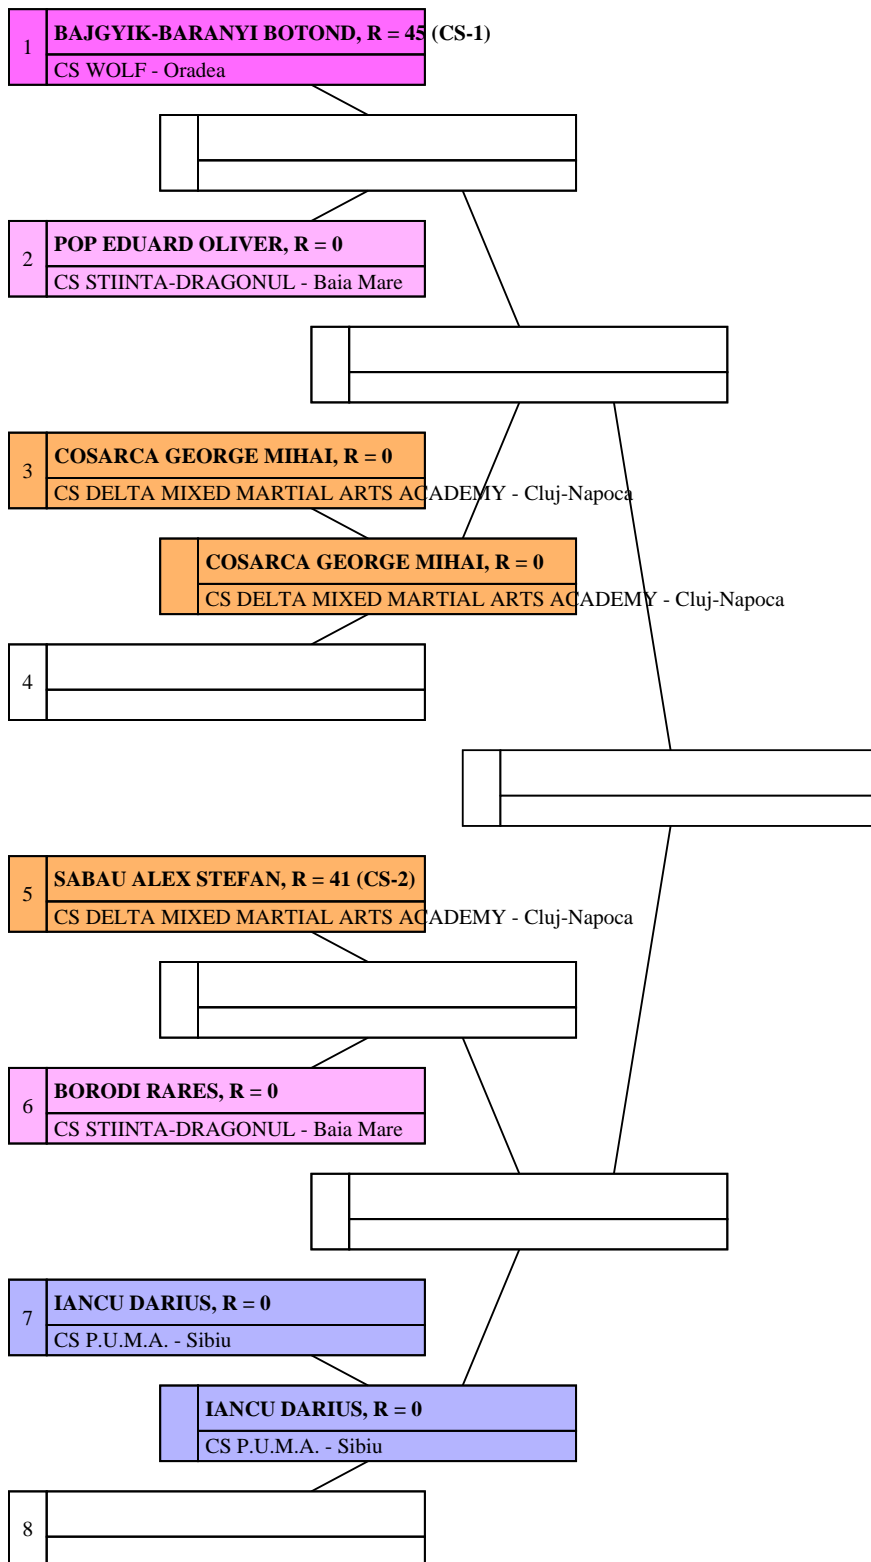 1
BAJGYIK-BARANYI BOTOND, R = 45 (CS-1)
CS WOLF - Oradea
2
POP EDUARD OLIVER, R = 0
CS STIINTA-DRAGONUL - Baia Mare
3
COSARCA GEORGE MIHAI, R = 0
CS DELTA MIXED MARTIAL ARTS ACADEMY - Cluj-Napoca
COSARCA GEORGE MIHAI, R = 0
CS DELTA MIXED MARTIAL ARTS ACADEMY - Cluj-Napoca
4
5
SABAU ALEX STEFAN, R = 41 (CS-2)
CS DELTA MIXED MARTIAL ARTS ACADEMY - Cluj-Napoca
6
BORODI RARES, R = 0
CS STIINTA-DRAGONUL - Baia Mare
7
IANCU DARIUS, R = 0
CS P.U.M.A. - Sibiu
IANCU DARIUS, R = 0
CS P.U.M.A. - Sibiu
8